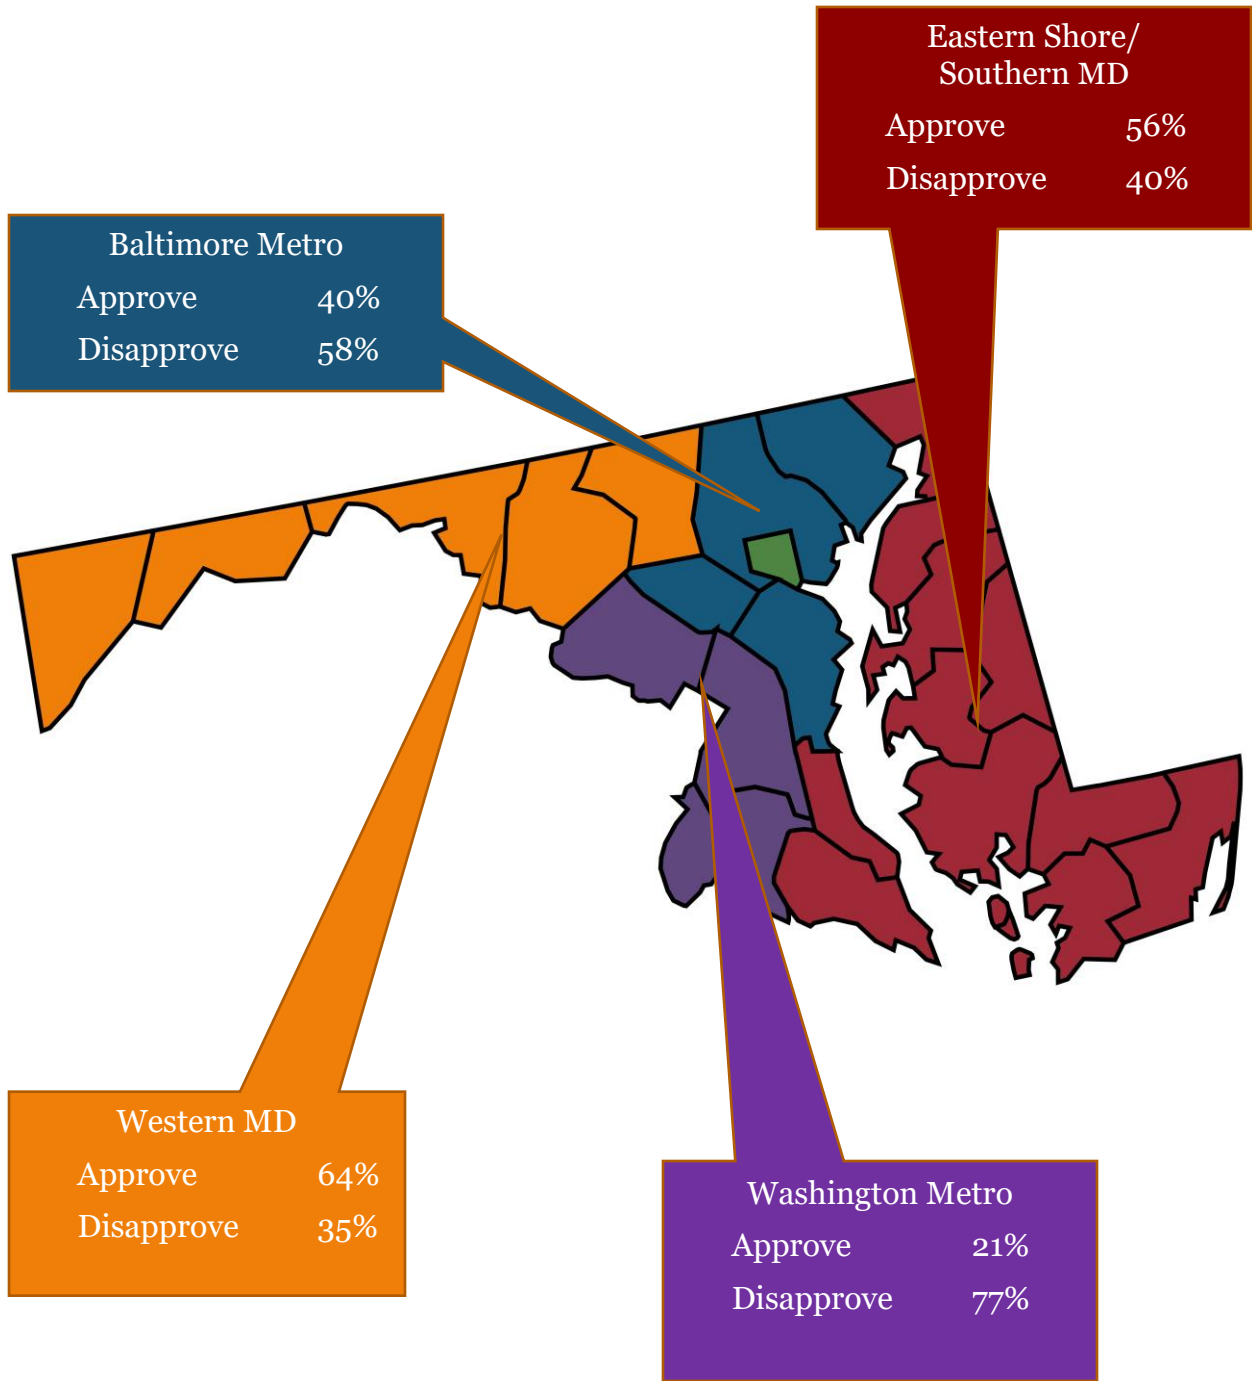 Eastern Shore/
Southern MD
Approve 56%
Disapprove 40%
Baltimore Metro
Approve 40%
Disapprove 58%
Western MD
Approve 64%
Disapprove 35%
Washington Metro
Approve 21%
Disapprove 77%